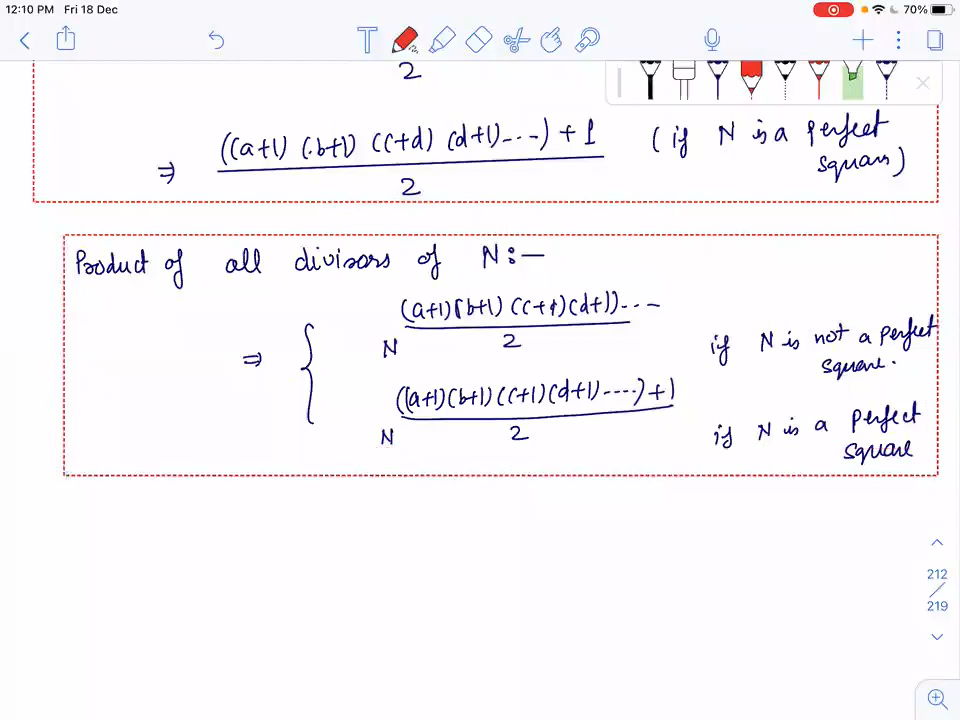 12:10 PM Fri 18 Dec 70%
2
⇒ ((a+1) (b+1) (c+d) (d+1)...-) + 1 (if N is a perfect
2 square)
Product of all divisors of N:-
(a+1)(b+1)(c+1)(d+1))...-
⇒ { N 2 if N is not a perfect
square.
((a+1)(b+1)(c+1)(d+1)----) + 1
N 2 if N is a perfect
square
212
219